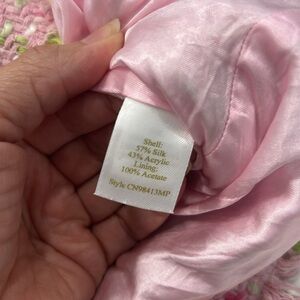 Shell:
57% Silk
43% Acrylic
Lining:
100% Acetate
Style CN98413MP